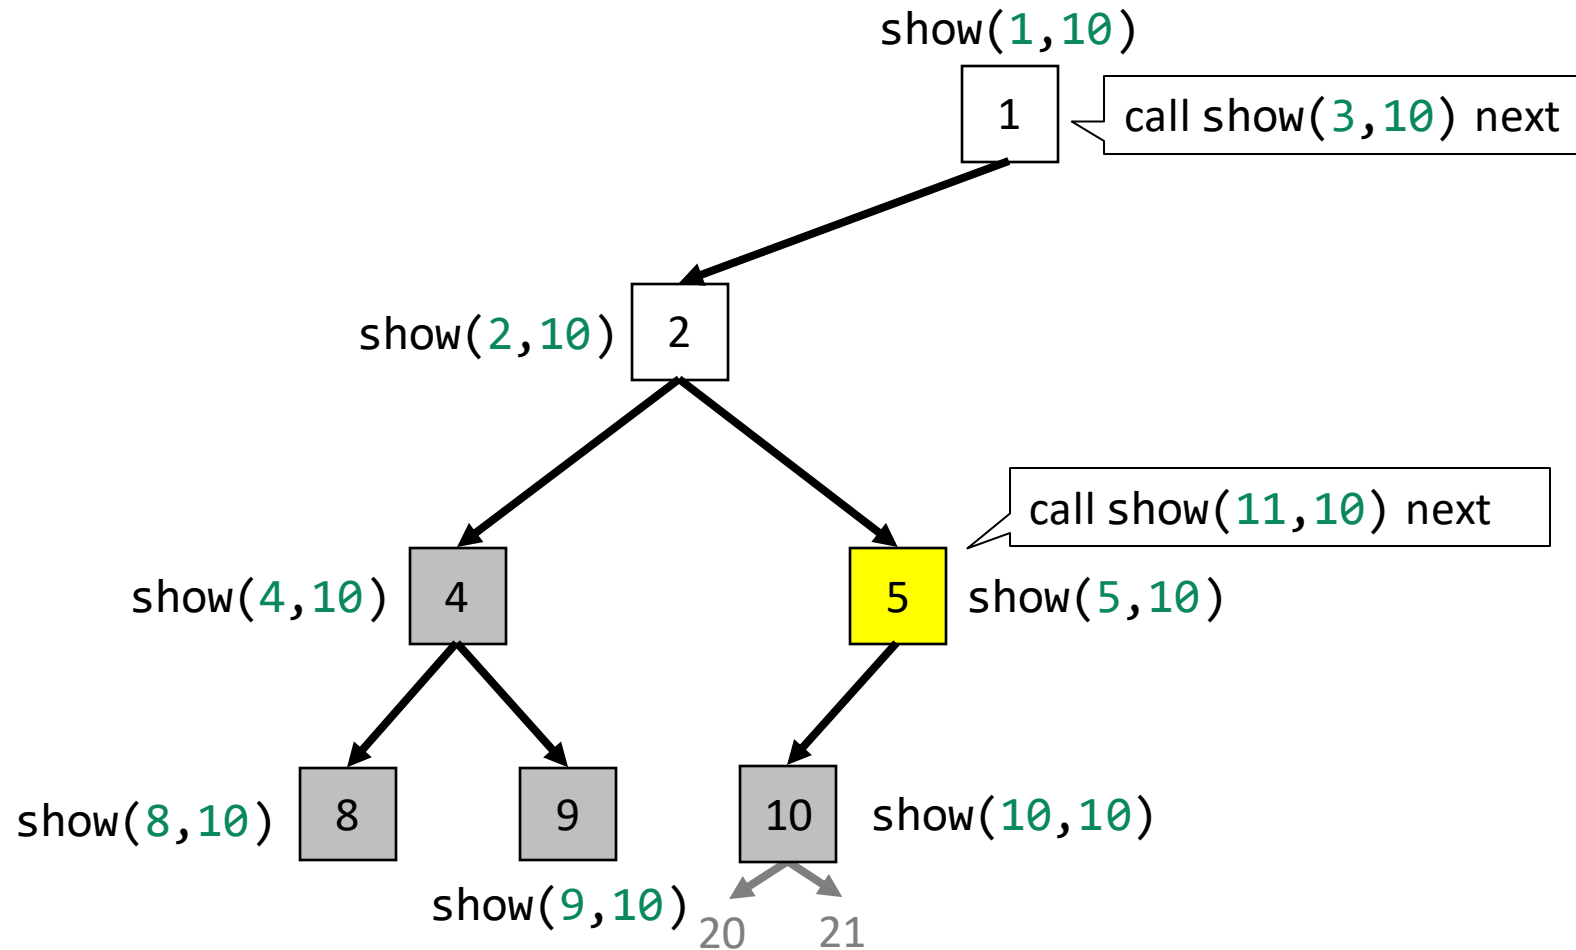 show(1,10)
1
call show(3,10) next
show(2,10)
2
call show(11,10) next
show(4,10)
4
5
show(5,10)
show(8,10)
8
9
10
show(10,10)
show(9,10)
20
21